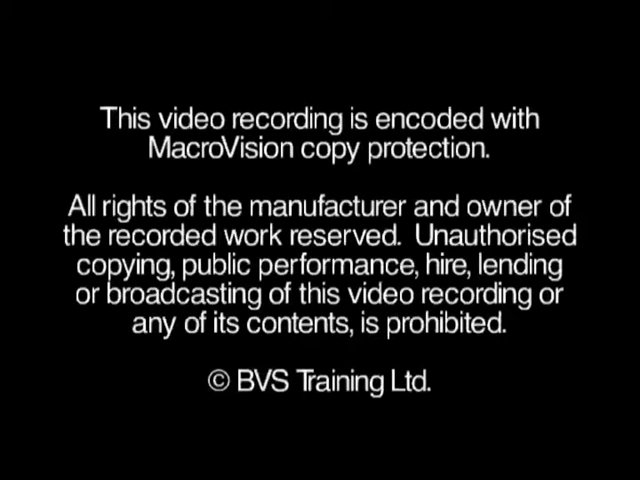 This video recording is encoded with
MacroVision copy protection.
All rights of the manufacturer and owner of
the recorded work reserved. Unauthorised
copying, public performance, hire, lending
or broadcasting of this video recording or
any of its contents, is prohibited.
© BVS Training Ltd.